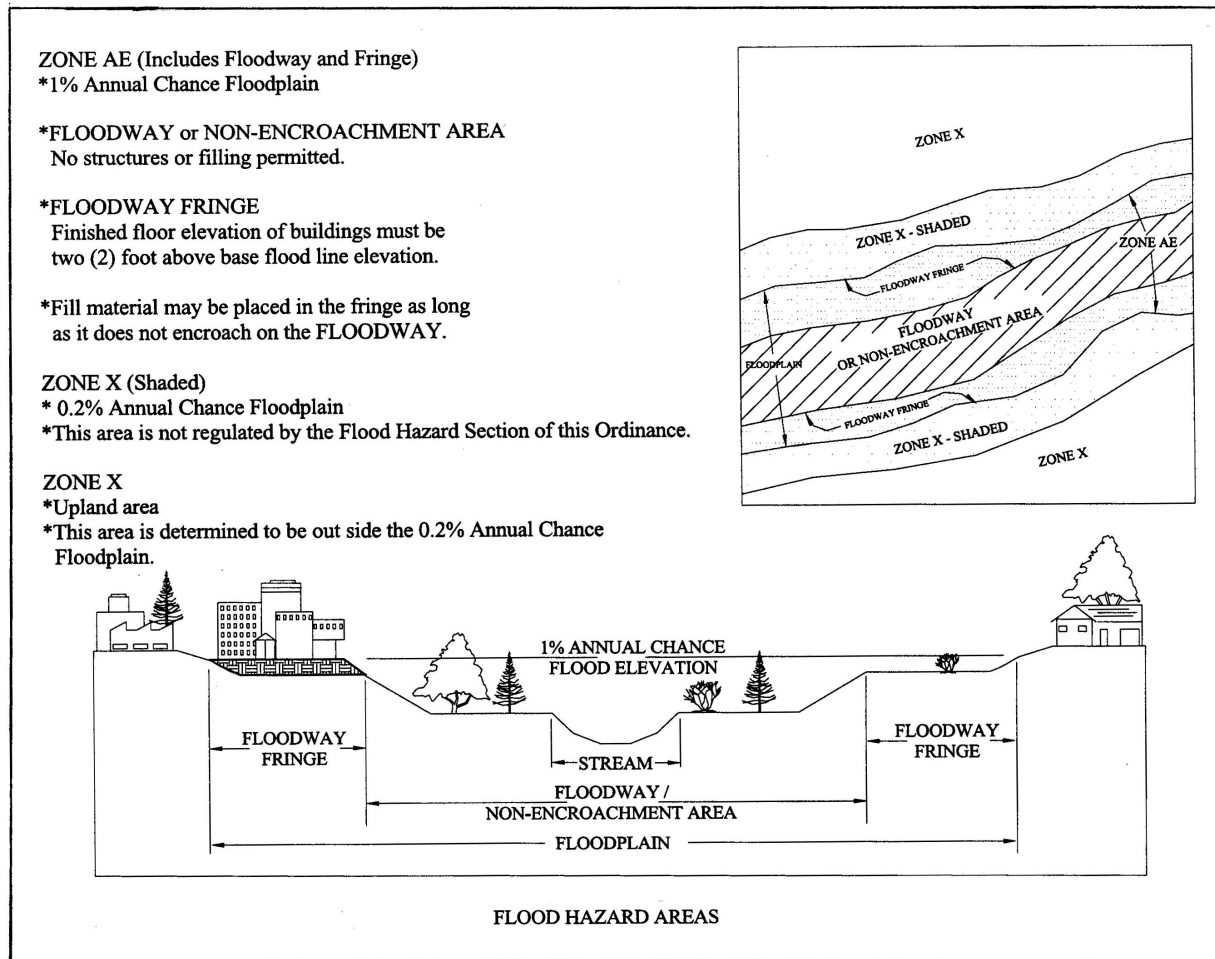 ZONE AE (Includes Floodway and Fringe)
*1% Annual Chance Floodplain
*FLOODWAY or NON-ENCROACHMENT AREA
No structures or filling permitted.
*FLOODWAY FRINGE
Finished floor elevation of buildings must be
two (2) foot above base flood line elevation.
*Fill material may be placed in the fringe as long
as it does not encroach on the FLOODWAY.
ZONE X (Shaded)
* 0.2% Annual Chance Floodplain
*This area is not regulated by the Flood Hazard Section of this Ordinance.
ZONE X
*Upland area
*This area is determined to be out side the 0.2% Annual Chance
Floodplain.
ZONE X
ZONE X - SHADED
ZONE AE
FLOODWAY FRINGE
FLOODWAY
OR NON-ENCROACHMENT AREA
FLOODPLAIN
FLOODWAY FRINGE
ZONE X - SHADED
ZONE X
1% ANNUAL CHANCE
FLOOD ELEVATION
FLOODWAY
FRINGE
STREAM
FLOODWAY
FRINGE
FLOODWAY /
NON-ENCROACHMENT AREA
FLOODPLAIN
FLOOD HAZARD AREAS